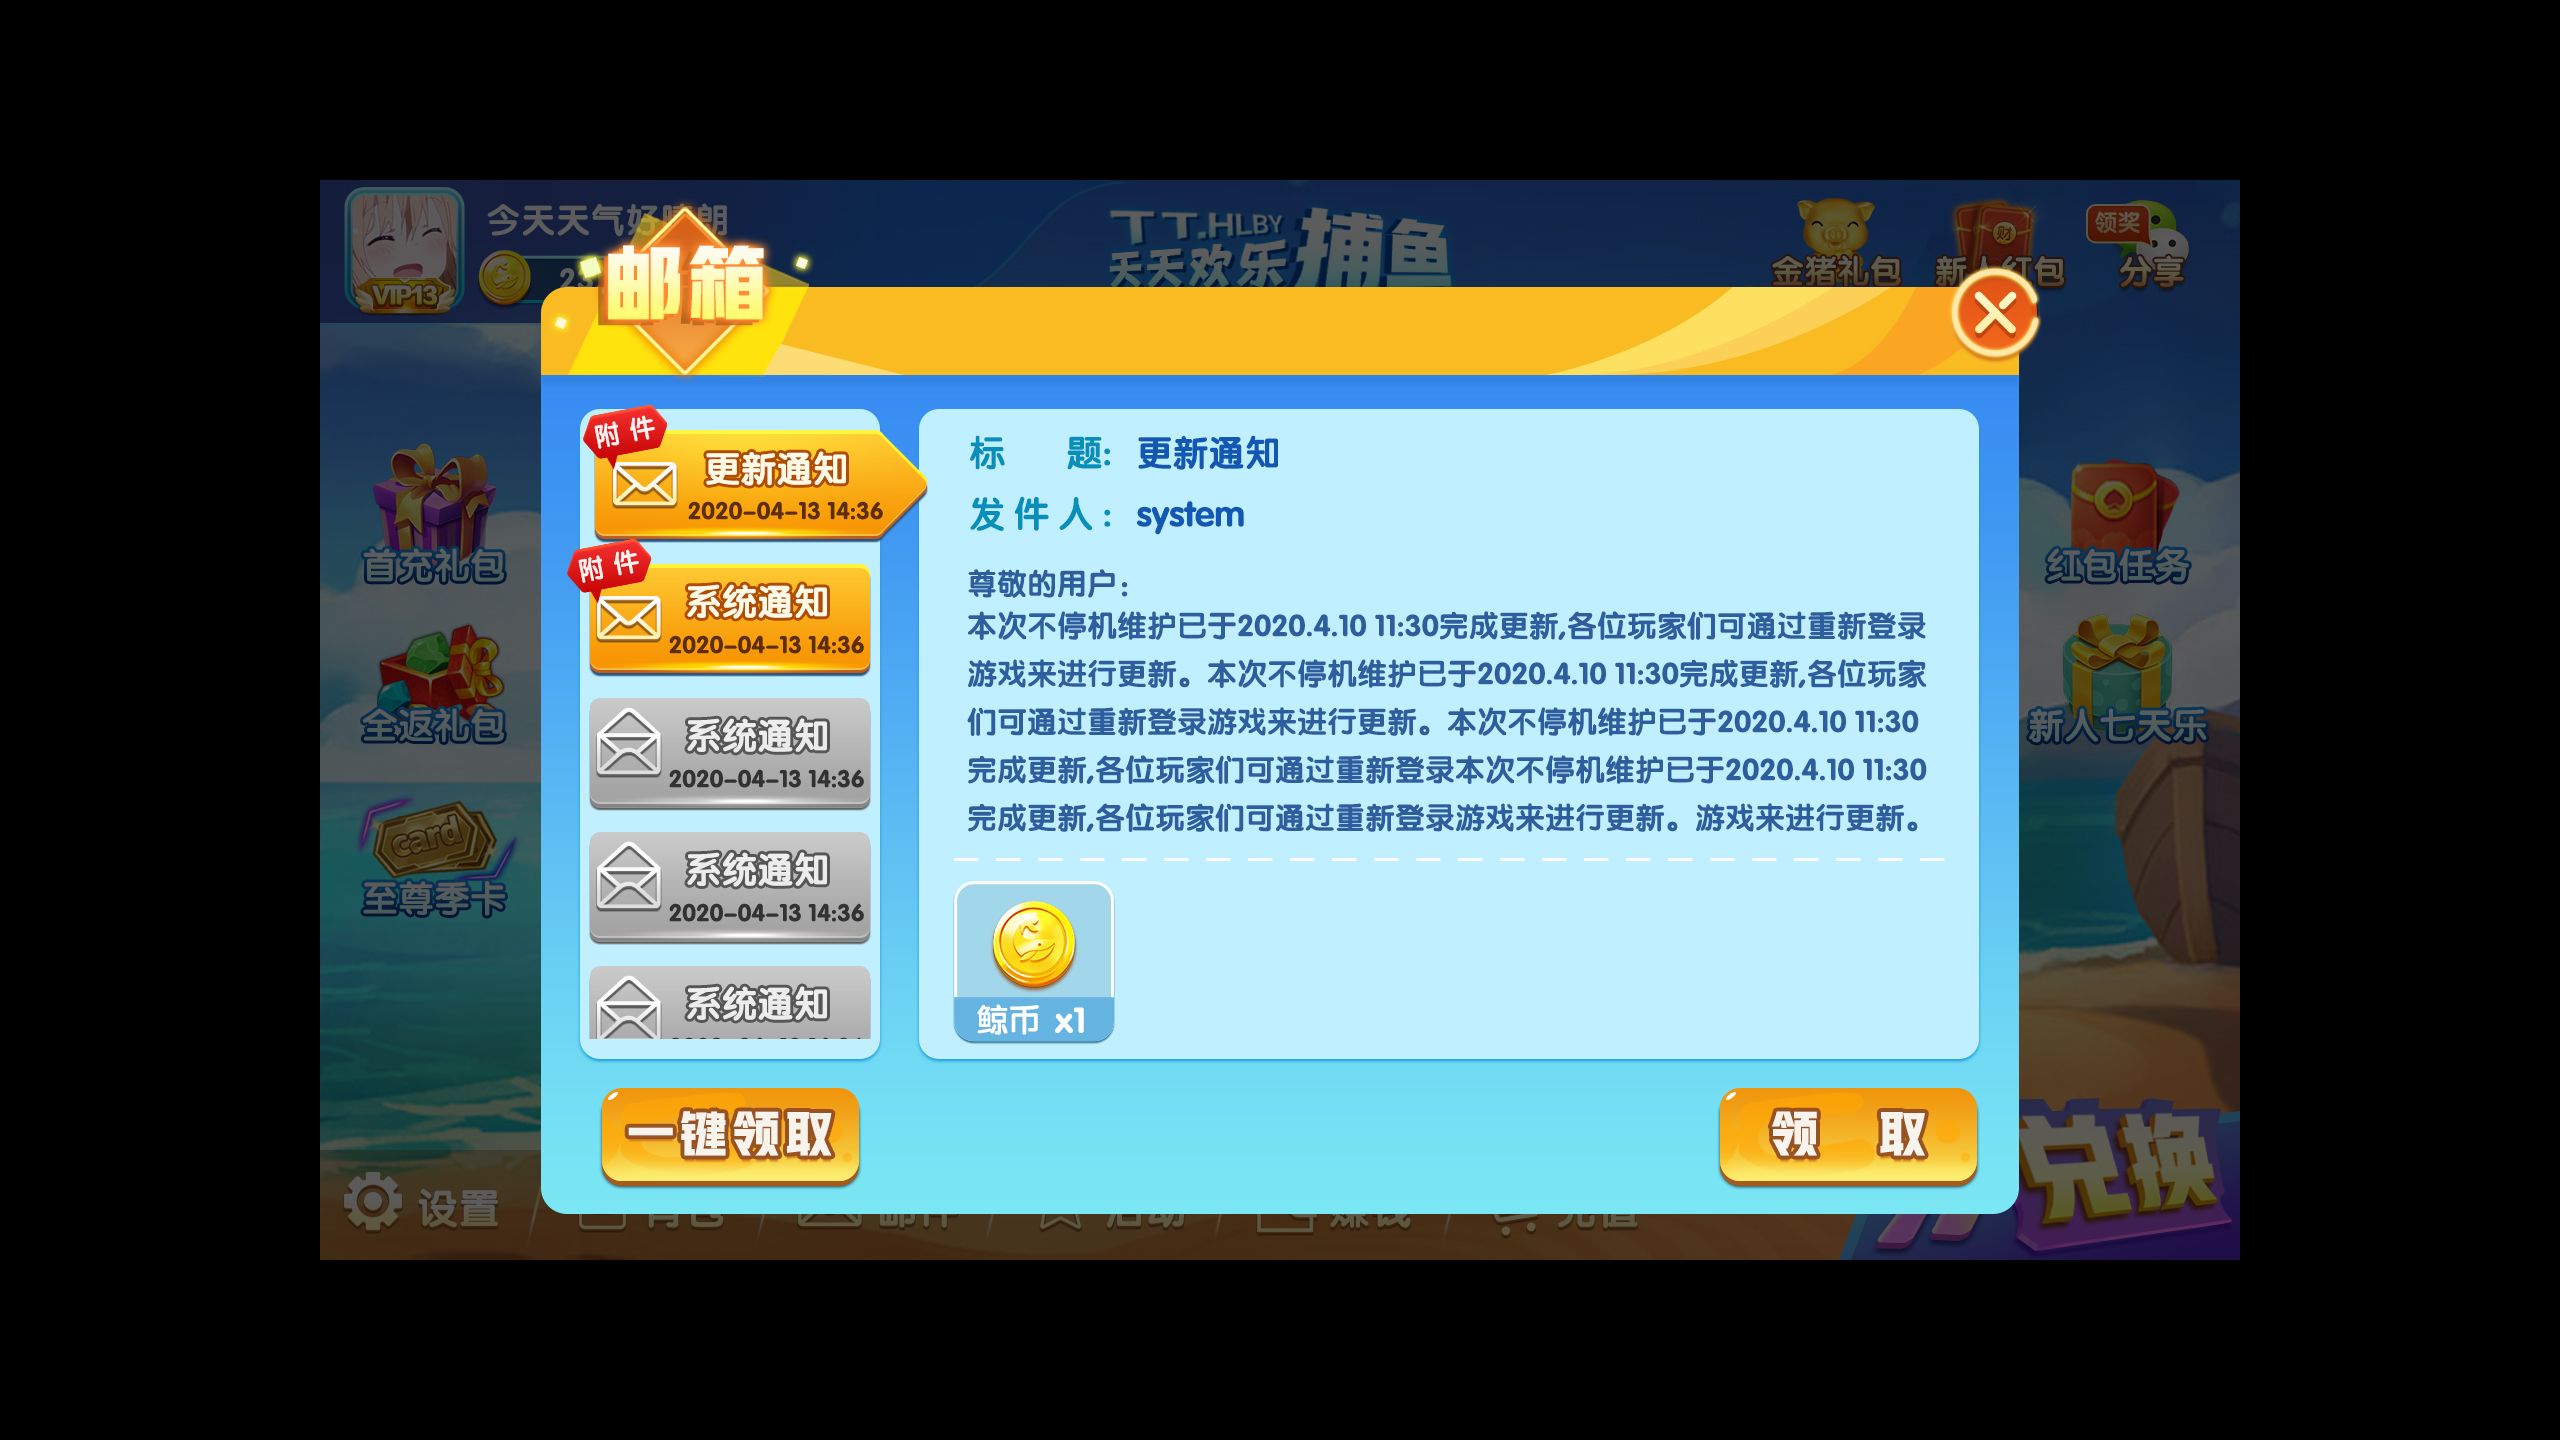 今天天气好晴朗
VIP13
TT.HLBY
天天欢乐捕鱼
金猪礼包
财
新人红包
领奖
分享
邮箱
首充礼包
全返礼包
card
至尊季卡
红包任务
新人七天乐
附件
更新通知
2020-04-13 14:36
附件
系统通知
2020-04-13 14:36
系统通知
2020-04-13 14:36
系统通知
2020-04-13 14:36
系统通知
标 题: 更新通知
发件人: system
尊敬的用户:
本次不停机维护已于2020.4.10 11:30完成更新,各位玩家们可通过重新登录
游戏来进行更新。本次不停机维护已于2020.4.10 11:30完成更新,各位玩家
们可通过重新登录游戏来进行更新。本次不停机维护已于2020.4.10 11:30
完成更新,各位玩家们可通过重新登录本次不停机维护已于2020.4.10 11:30
完成更新,各位玩家们可通过重新登录游戏来进行更新。游戏来进行更新。
鲸币 x1
一键领取
领 取
设置
背包
邮件
活动
赚钱
充值
兑换